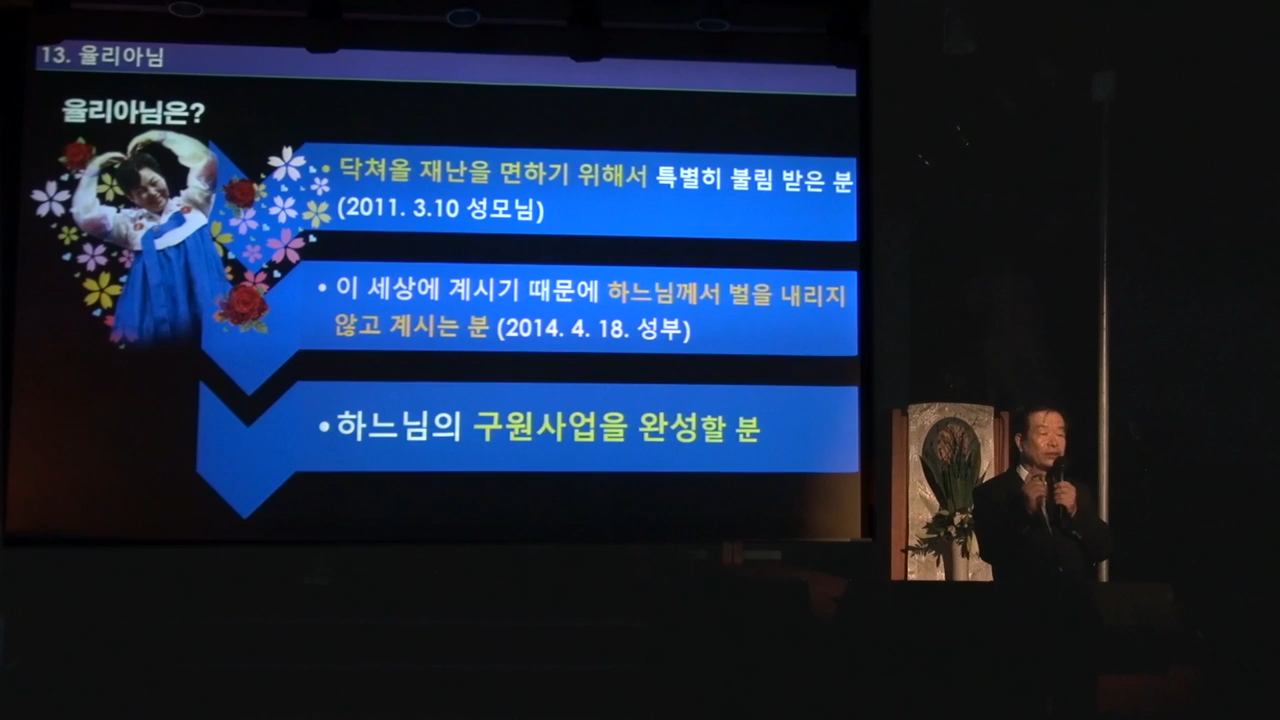 13. 율리아님
율리아님은?
• 닥쳐올 재난을 면하기 위해서 특별히 불림 받은 분
(2011. 3.10 성모님)
• 이 세상에 계시기 때문에 하느님께서 벌을 내리지
않고 계시는 분 (2014. 4. 18. 성부)
• 하느님의 구원사업을 완성할 분